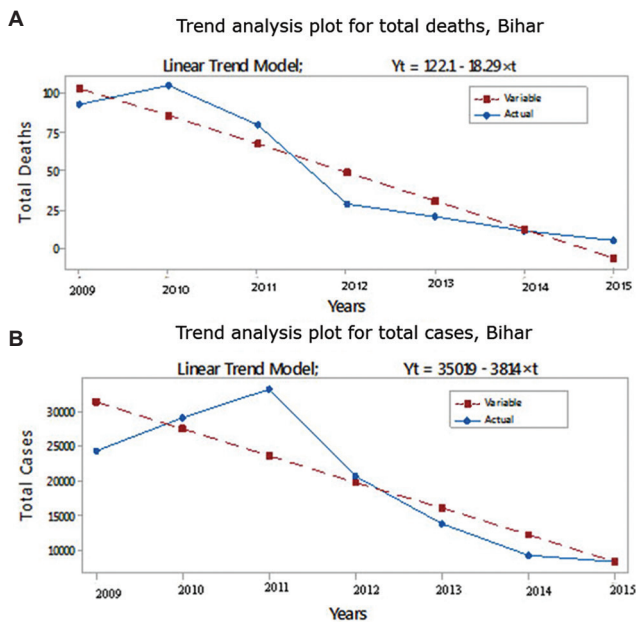 A
Trend analysis plot for total deaths, Bihar
Linear Trend Model; Yt = 122.1 - 18.29×t
Variable
Actual
Total Deaths
100
75
50
25
0
2009 2010 2011 2012 2013 2014 2015
Years
B
Trend analysis plot for total cases, Bihar
Linear Trend Model; Yt = 35019 - 3814×t
Variable
Actual
Total Cases
30000
25000
20000
15000
10000
2009 2010 2011 2012 2013 2014 2015
Years